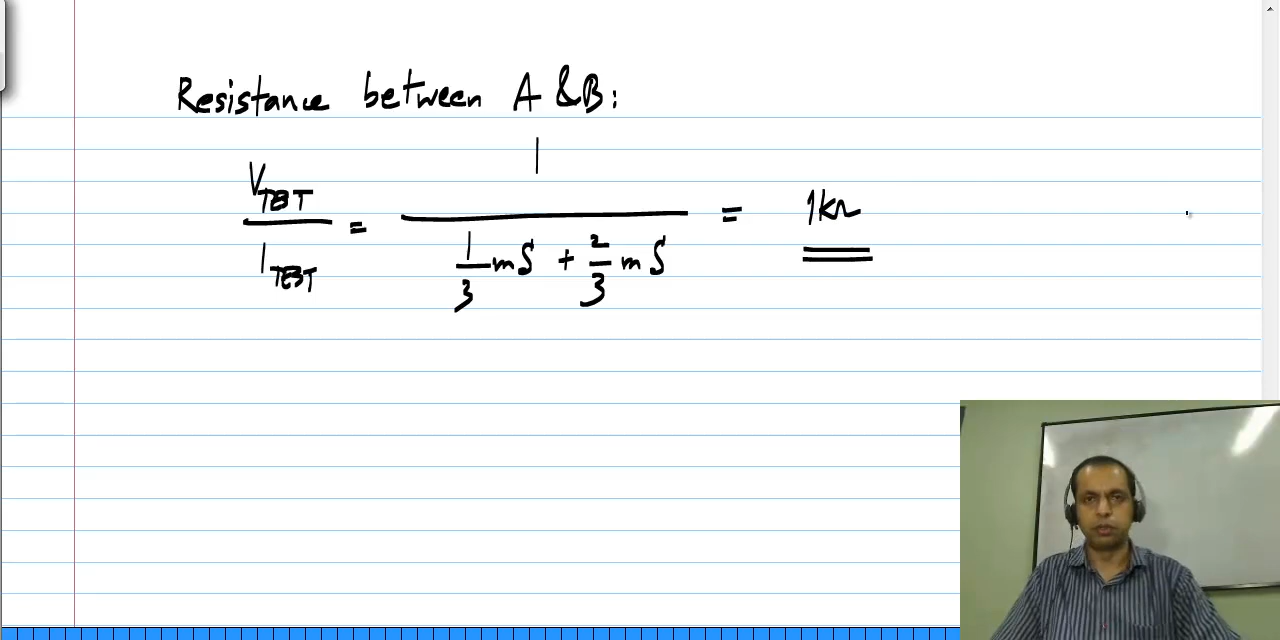 Resistance between A & B:
V_TEST / I_TEST = 1 / (1/3 mS + 2/3 mS) = 1kΩ